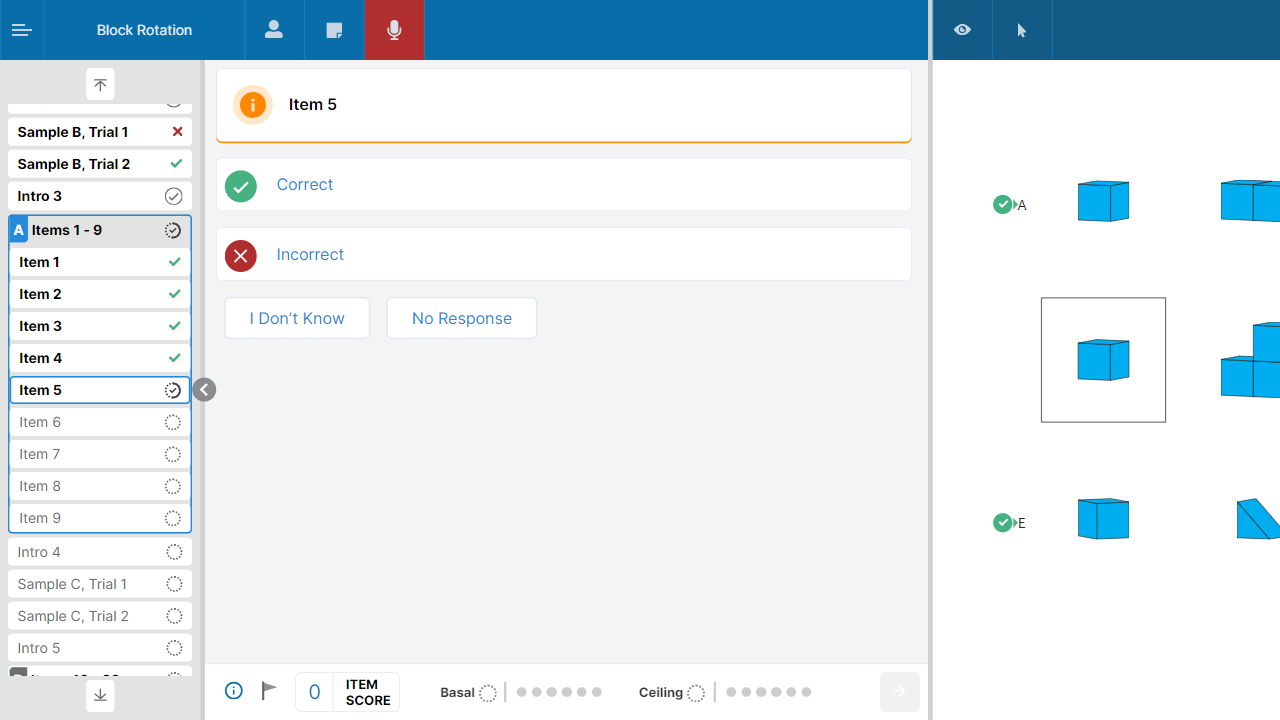 Block Rotation
Sample B, Trial 1
Sample B, Trial 2
Intro 3
A Items 1 - 9
Item 1
Item 2
Item 3
Item 4
Item 5
Item 6
Item 7
Item 8
Item 9
Intro 4
Sample C, Trial 1
Sample C, Trial 2
Intro 5
Item 5
Correct
Incorrect
I Don’t Know
No Response
0
ITEM
SCORE
Basal
Ceiling
A
E